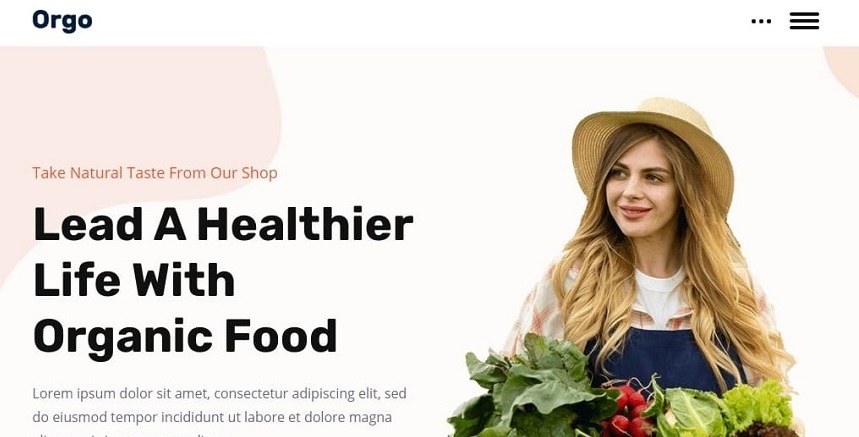 Orgo
Take Natural Taste From Our Shop
Lead A Healthier
Life With
Organic Food
Lorem ipsum dolor sit amet, consectetur adipiscing elit, sed
do eiusmod tempor incididunt ut labore et dolore magna